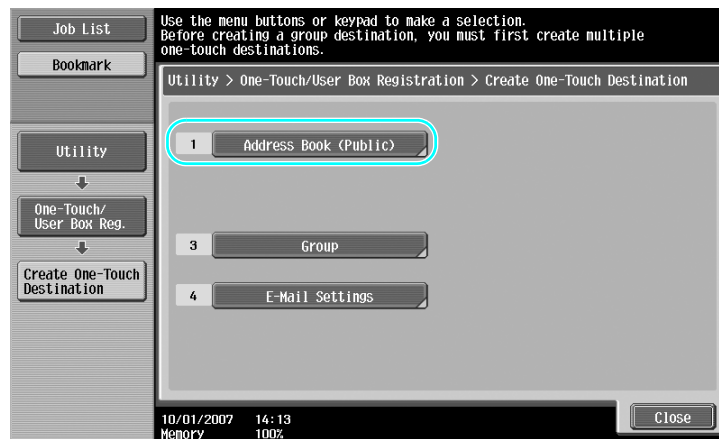 Job List
Bookmark
Utility
One-Touch/
User Box Reg.
Create One-Touch
Destination
Use the menu buttons or keypad to make a selection.
Before creating a group destination, you must first create multiple
one-touch destinations.
Utility > One-Touch/User Box Registration > Create One-Touch Destination
1 Address Book (Public)
3 Group
4 E-Mail Settings
10/01/2007 14:13
Memory 100%
Close